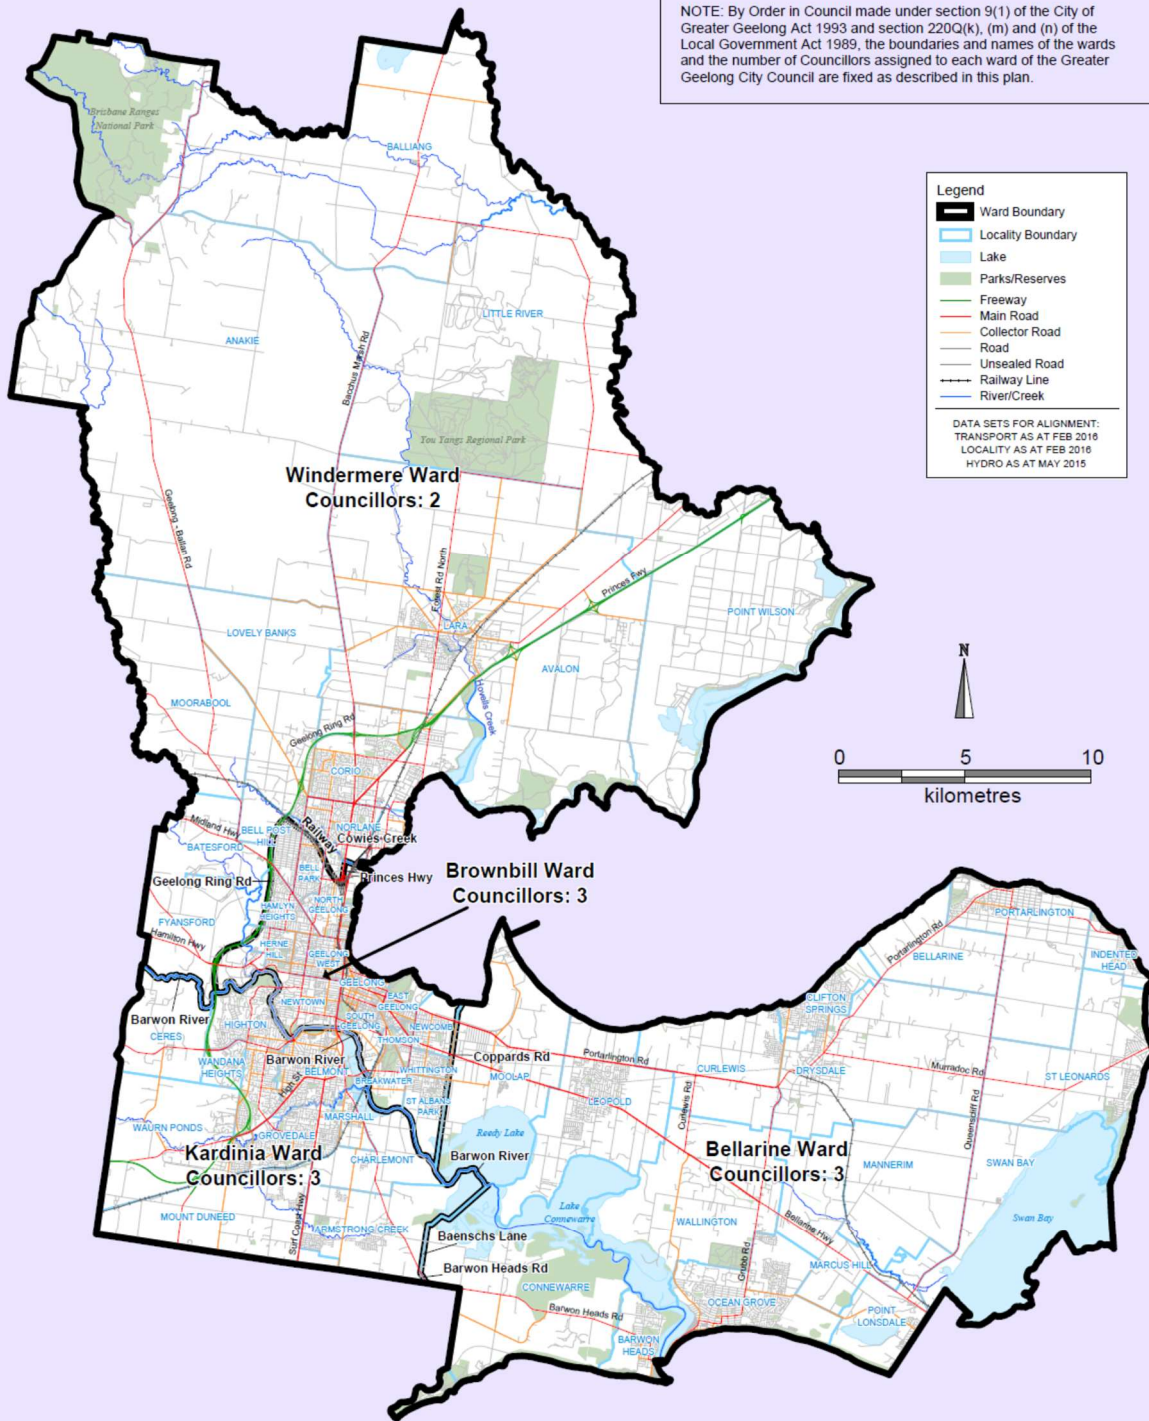 NOTE: By Order in Council made under section 9(1) of the City of
Greater Geelong Act 1993 and section 220Q(k), (m) and (n) of the
Local Government Act 1989, the boundaries and names of the wards
and the number of Councillors assigned to each ward of the Greater
Geelong City Council are fixed as described in this plan.
Brisbane Ranges
National Park
BALLIANG
Legend
Ward Boundary
Locality Boundary
Lake
Parks/Reserves
Freeway
Main Road
Collector Road
Road
Unsealed Road
Railway Line
River/Creek
DATA SETS FOR ALIGNMENT:
TRANSPORT AS AT FEB 2016
LOCALITY AS AT FEB 2016
HYDRO AS AT MAY 2015
LITTLE RIVER
ANAKIE
Bacchus Marsh Rd
You Yangs Regional Park
Windermere Ward
Councillors: 2
Geelong - Ballan Rd
Forest Rd North
Princes Fwy
POINT WILSON
LARA
LOVELY BANKS
AVALON
Hovells Creek
MOORABOOL
Geelong Ring Rd
N
0 5 10
kilometres
CORIO
Midland Hwy
BELL POST
HILL
Railway
NORLANE
Cowies Creek
BATESFORD
BELL
PARK
Princes Hwy
Brownbill Ward
Councillors: 3
Geelong Ring Rd
HAMLYN
HEIGHTS
NORTH
GEELONG
FYANSFORD
Hamilton Hwy
HERNE
HILL
GEELONG
WEST
PORTARLINGTON
Portarlington Rd
BELLARINE
INDENTED
HEAD
GEELONG
EAST
GEELONG
CLIFTON
SPRINGS
NEWTOWN
SOUTH
GEELONG
NEWCOMB
Barwon River
CERES
HIGHTON
THOMSON
Barwon River
WANDANA
HEIGHTS
BELMONT
WHITTINGTON
Coppards Rd
MOOLAP
Portarlington Rd
CURLEWIS
DRYSDALE
Murradoc Rd
ST LEONARDS
High St
BREAKWATER
ST ALBANS
PARK
LEOPOLD
Curlewis Rd
Queenscliff Rd
MARSHALL
WAURN PONDS
GROVEDALE
Reedy Lake
Kardinia Ward
Councillors: 3
CHARLEMONT
Barwon River
Bellarine Ward
Councillors: 3
MANNERIM
SWAN BAY
Swan Bay
MOUNT DUNEED
Surf Coast Hwy
ARMSTRONG CREEK
Lake
Connewarre
WALLINGTON
Bellarine Hwy
Baenschs Lane
Grubb Rd
MARCUS HILL
Barwon Heads Rd
CONNEWARRE
OCEAN GROVE
Barwon Heads Rd
POINT
LONSDALE
BARWON
HEADS